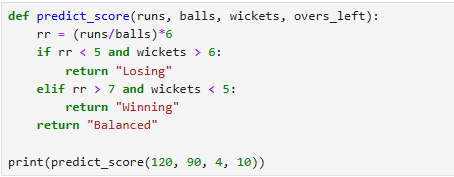 def predict_score(runs, balls, wickets, overs_left):
    rr = (runs/balls)*6
    if rr < 5 and wickets > 6:
        return "Losing"
    elif rr > 7 and wickets < 5:
        return "Winning"
    return "Balanced"

print(predict_score(120, 90, 4, 10))